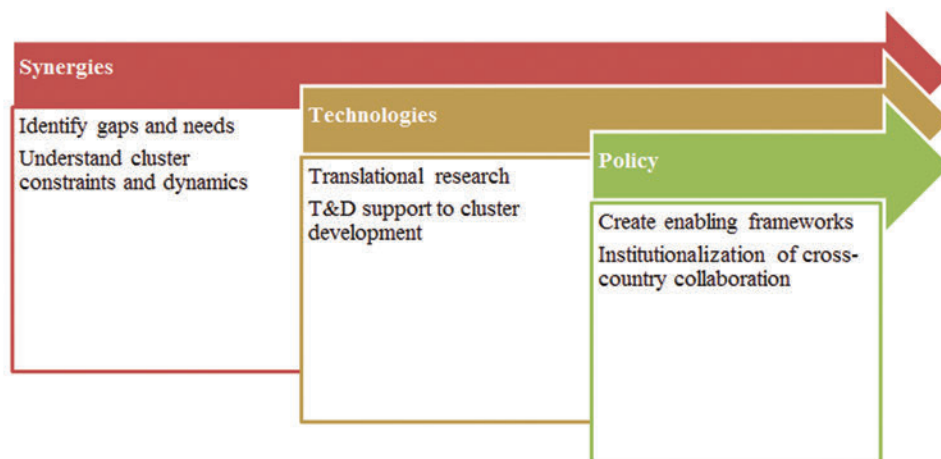 Synergies
Identify gaps and needs
Understand cluster
constraints and dynamics
Technologies
Translational research
T&D support to cluster
development
Policy
Create enabling frameworks
Institutionalization of cross-
country collaboration